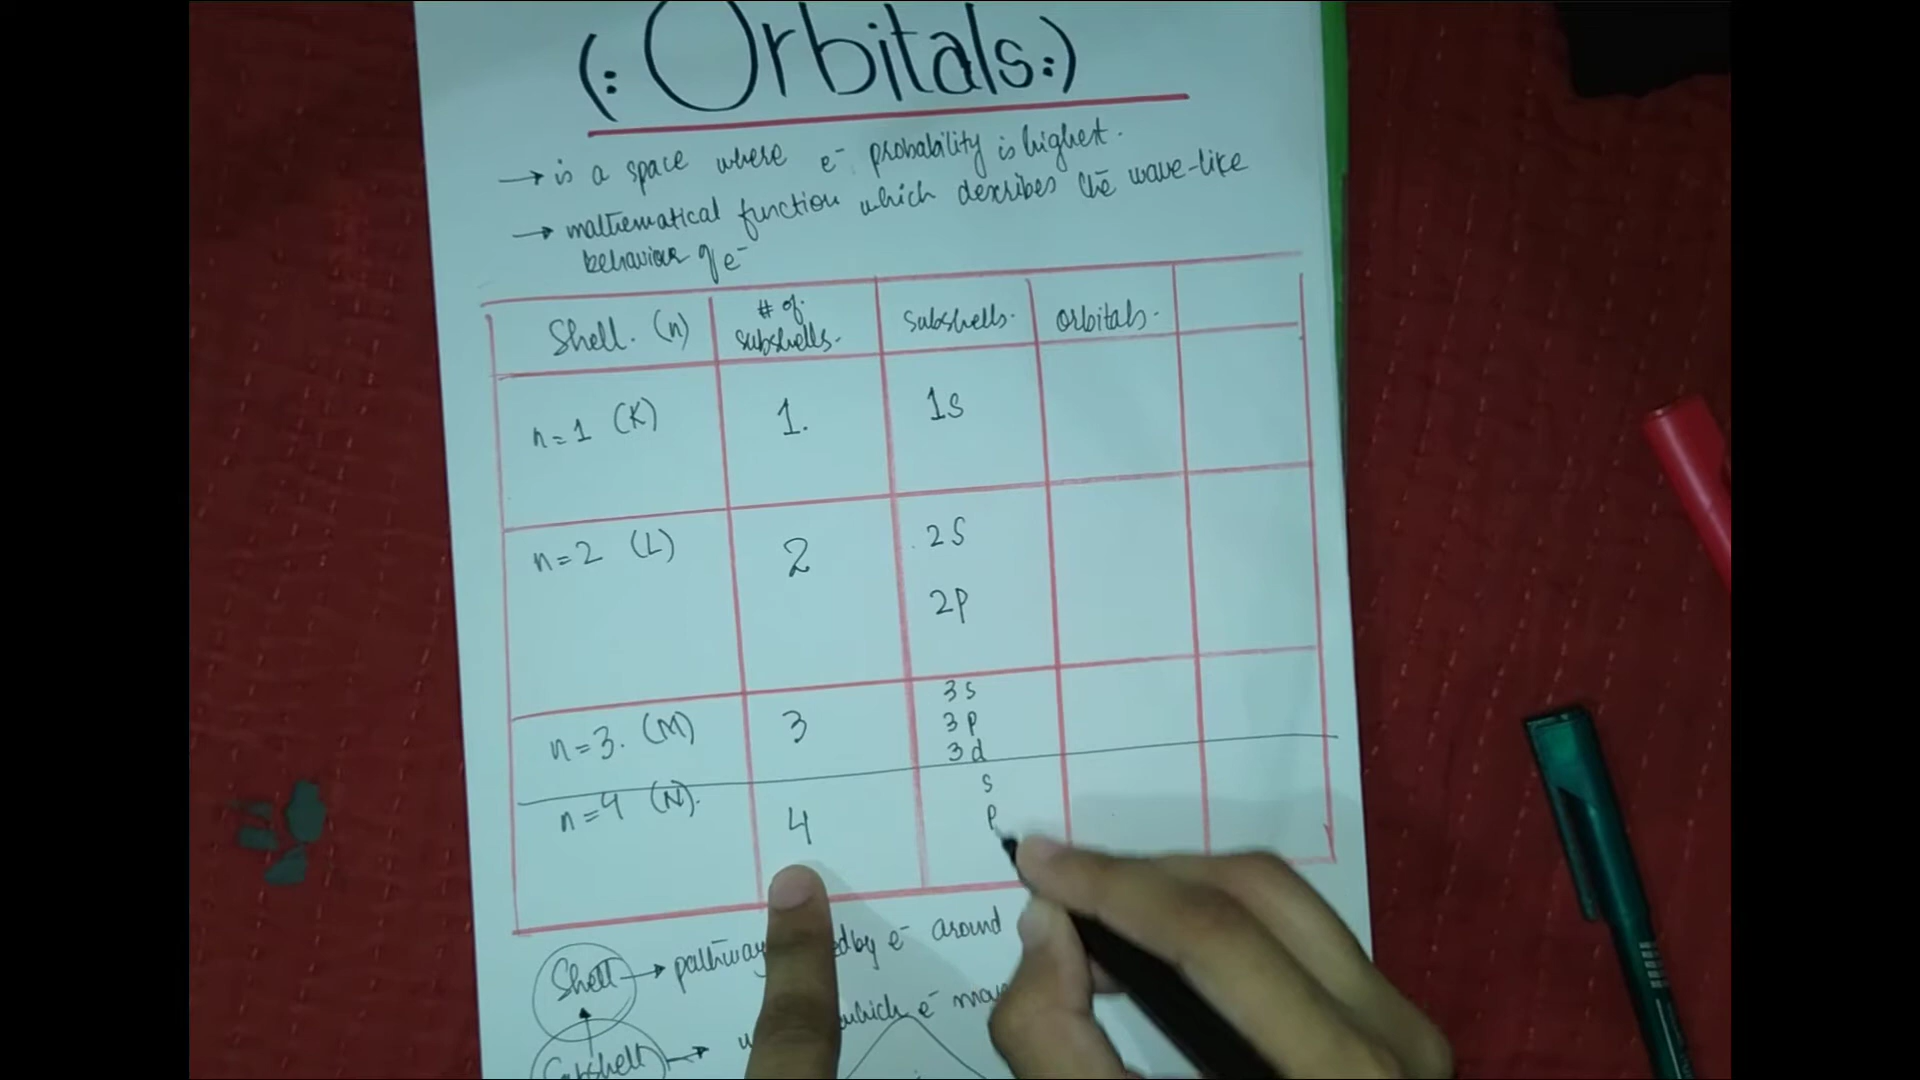 (: Orbitals :)
→ is a space where e⁻ probability is highest.
→ mathematical function which describes the wave-like
behaviour of e⁻
Shell. (n) # of subshells. Subshells. orbitals.
n=1 (K) 1. 1s
n=2 (L) 2 2s
2p
n=3. (M) 3 3s
3p
3d
n=4 (N). 4 s
p
Shell → pathway by e⁻ around
Subshell → which e⁻